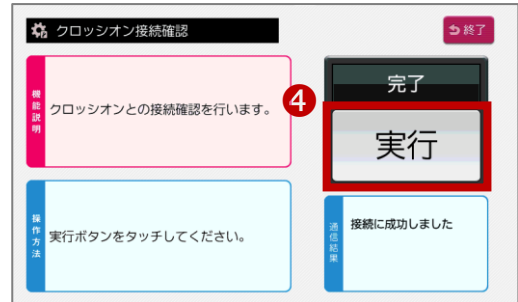 クロッシオン接続確認
終了
機能説明
クロッシオンとの接続確認を行います。
4
完了
実行
操作方法
実行ボタンをタッチしてください。
通信結果
接続に成功しました